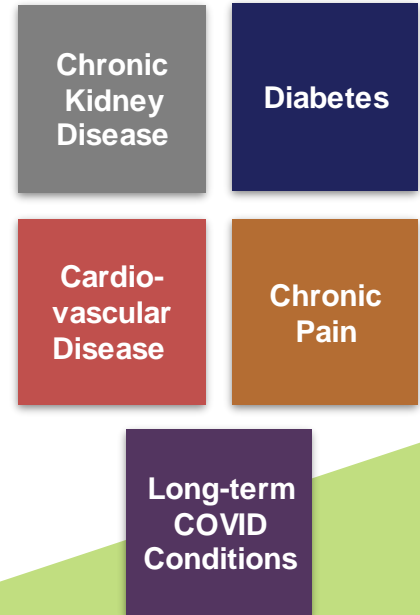 Chronic
Kidney
Disease
Diabetes
Cardio-
vascular
Disease
Chronic
Pain
Long-term
COVID
Conditions